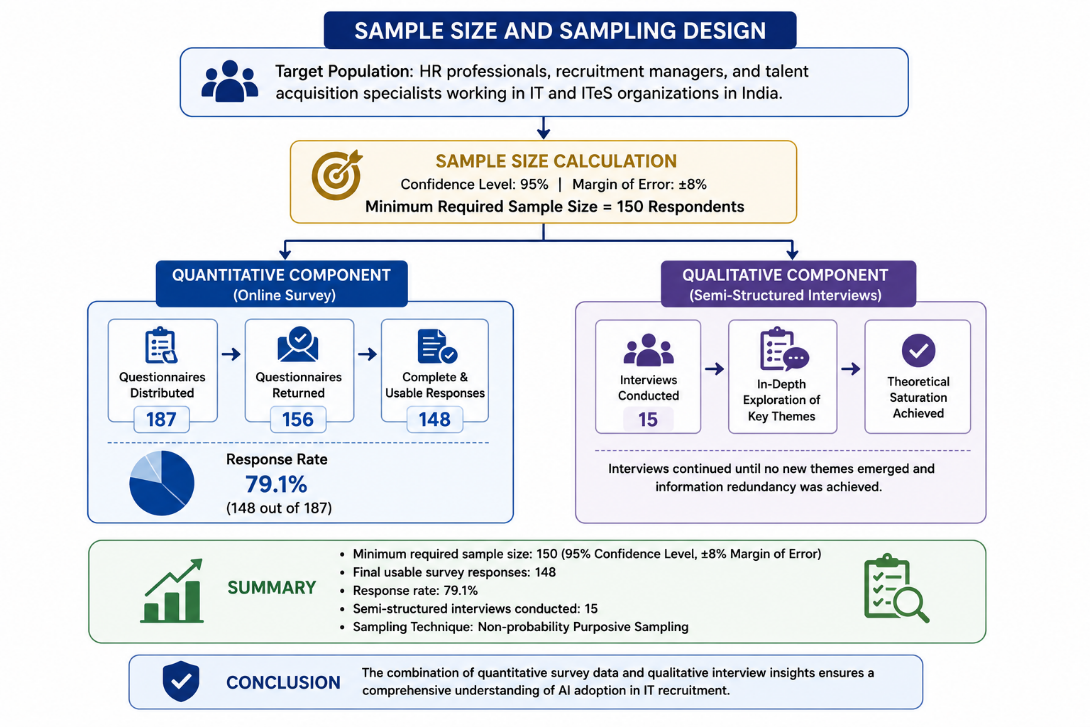 SAMPLE SIZE AND SAMPLING DESIGN
Target Population: HR professionals, recruitment managers, and talent
acquisition specialists working in IT and ITeS organizations in India.
SAMPLE SIZE CALCULATION
Confidence Level: 95% | Margin of Error: ±8%
Minimum Required Sample Size = 150 Respondents
QUANTITATIVE COMPONENT
(Online Survey)
Questionnaires
Distributed
187
Questionnaires
Returned
156
Complete &
Usable Responses
148
Response Rate
79.1%
(148 out of 187)
QUALITATIVE COMPONENT
(Semi-Structured Interviews)
Interviews
Conducted
15
In-Depth
Exploration of
Key Themes
Theoretical
Saturation
Achieved
Interviews continued until no new themes emerged and
information redundancy was achieved.
SUMMARY
• Minimum required sample size: 150 (95% Confidence Level, ±8% Margin of Error)
• Final usable survey responses: 148
• Response rate: 79.1%
• Semi-structured interviews conducted: 15
• Sampling Technique: Non-probability Purposive Sampling
CONCLUSION
The combination of quantitative survey data and qualitative interview insights ensures a
comprehensive understanding of AI adoption in IT recruitment.